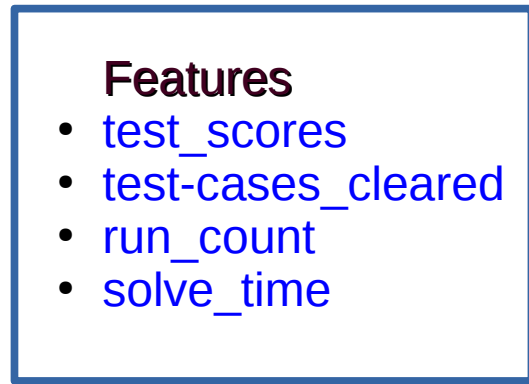 Features
• test_scores
• test-cases_cleared
• run_count
• solve_time